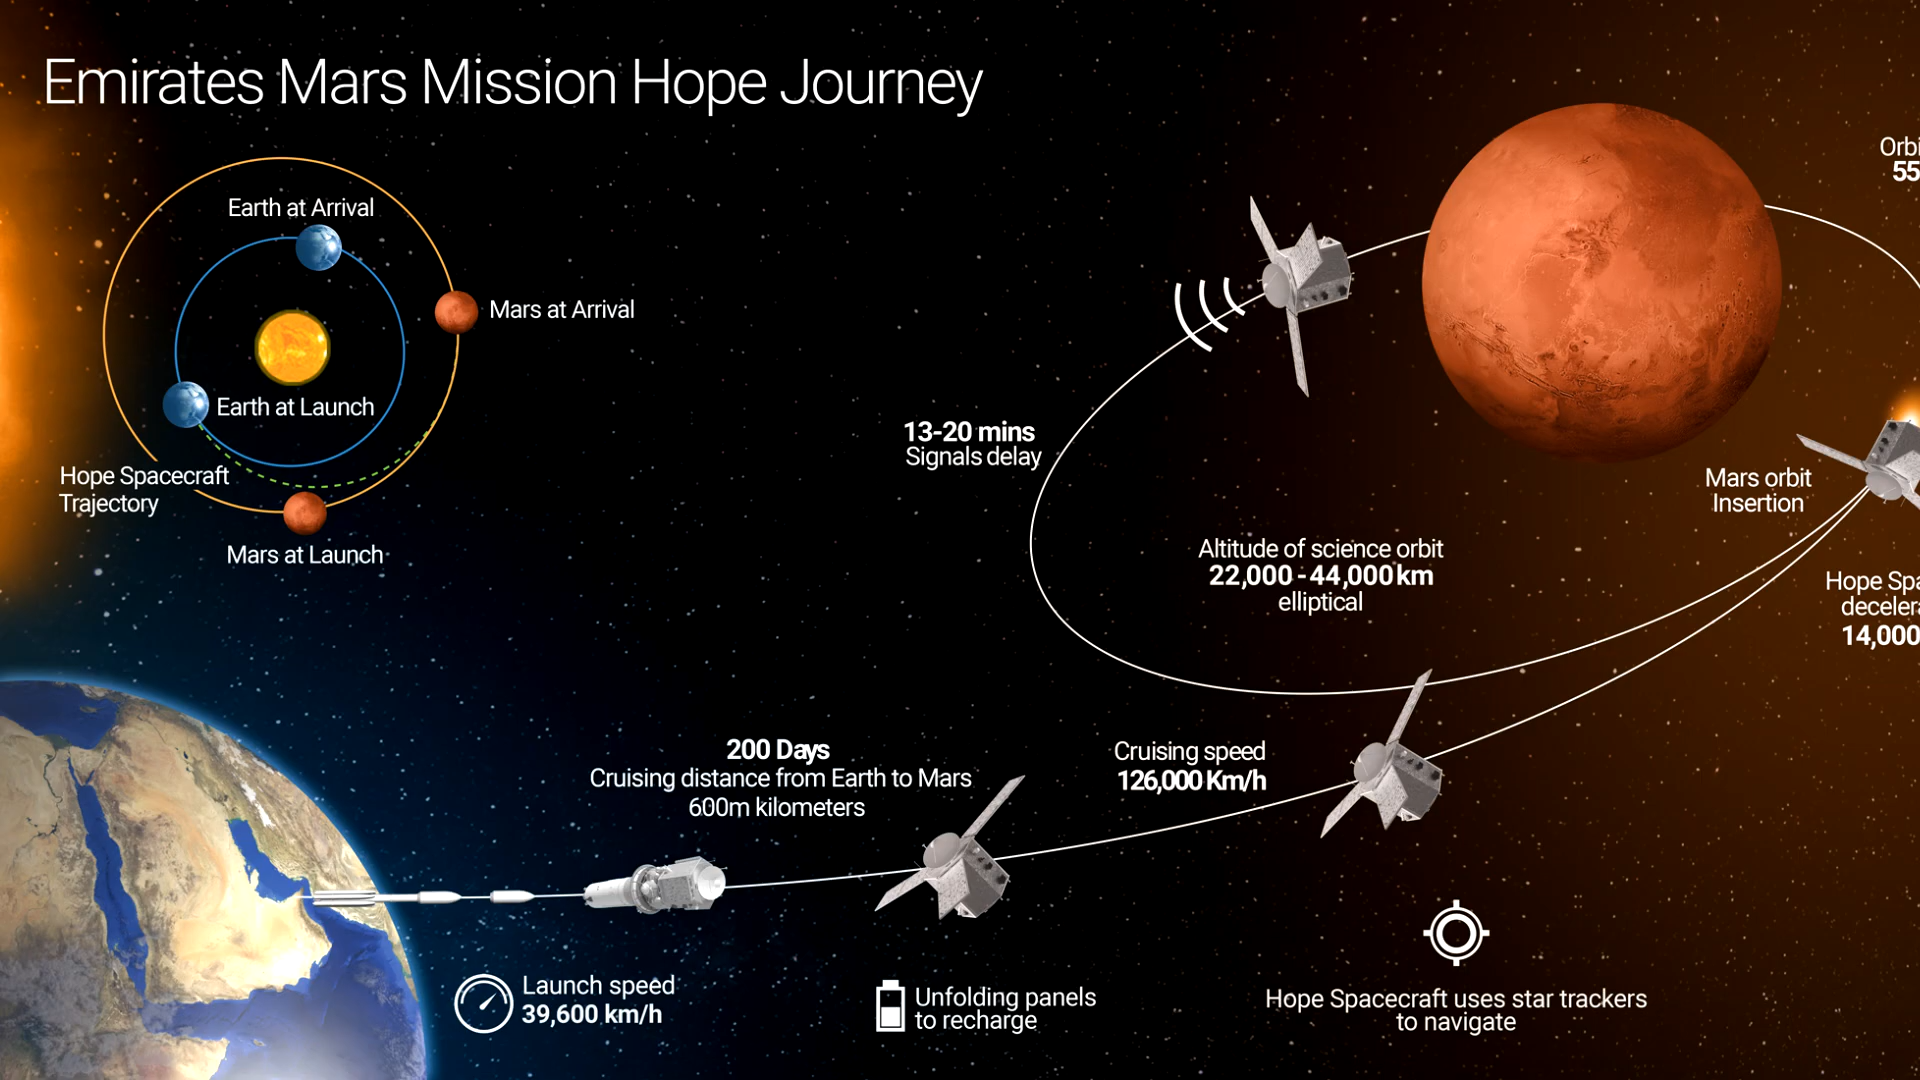 Emirates Mars Mission Hope Journey
Earth at Arrival
Mars at Arrival
Earth at Launch
Hope Spacecraft
Trajectory
Mars at Launch
13-20 mins
Signals delay
Altitude of science orbit
22,000 - 44,000 km
elliptical
Mars orbit
Insertion
Hope
14,000
200 Days
Cruising distance from Earth to Mars
600m kilometers
Cruising speed
126,000 Km/h
Launch speed
39,600 km/h
Unfolding panels
to recharge
Hope Spacecraft uses star trackers
to navigate